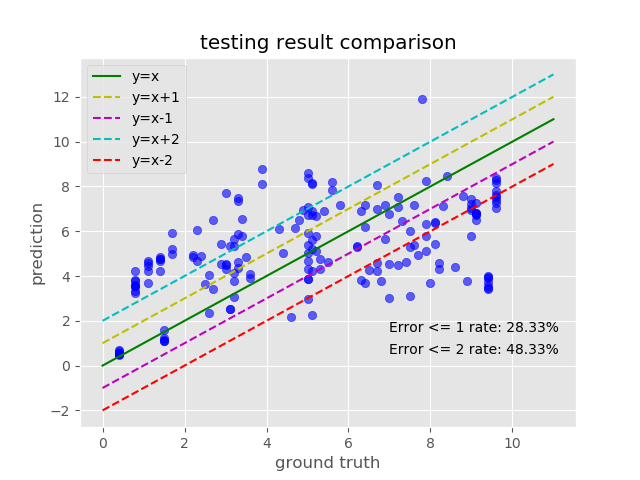 testing result comparison
y=x
y=x+1
y=x-1
y=x+2
y=x-2
12
10
8
6
4
2
0
−2
prediction
Error <= 1 rate: 28.33%
Error <= 2 rate: 48.33%
0 2 4 6 8 10
ground truth